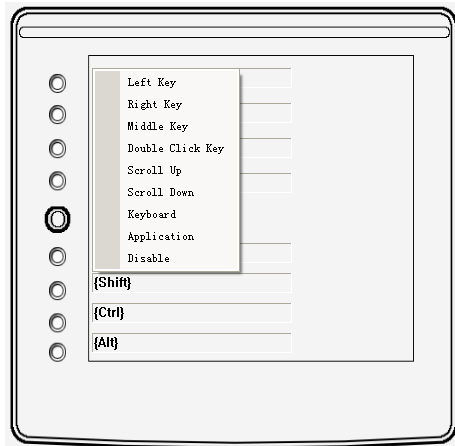 Left Key
Right Key
Middle Key
Double Click Key
Scroll Up
Scroll Down
Keyboard
Application
Disable
{Shift}
{Ctrl}
{Alt}